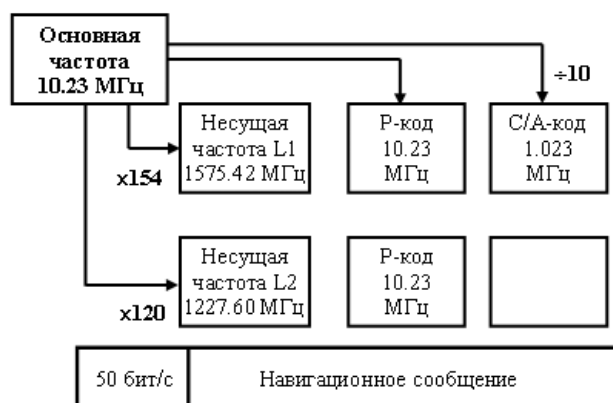 Основная
частота
10.23 МГц
÷10
Несущая
частота L1
1575.42 МГц
P-код
10.23
МГц
C/A-код
1.023
МГц
x154
Несущая
частота L2
1227.60 МГц
P-код
10.23
МГц
x120
50 бит/с
Навигационное сообщение